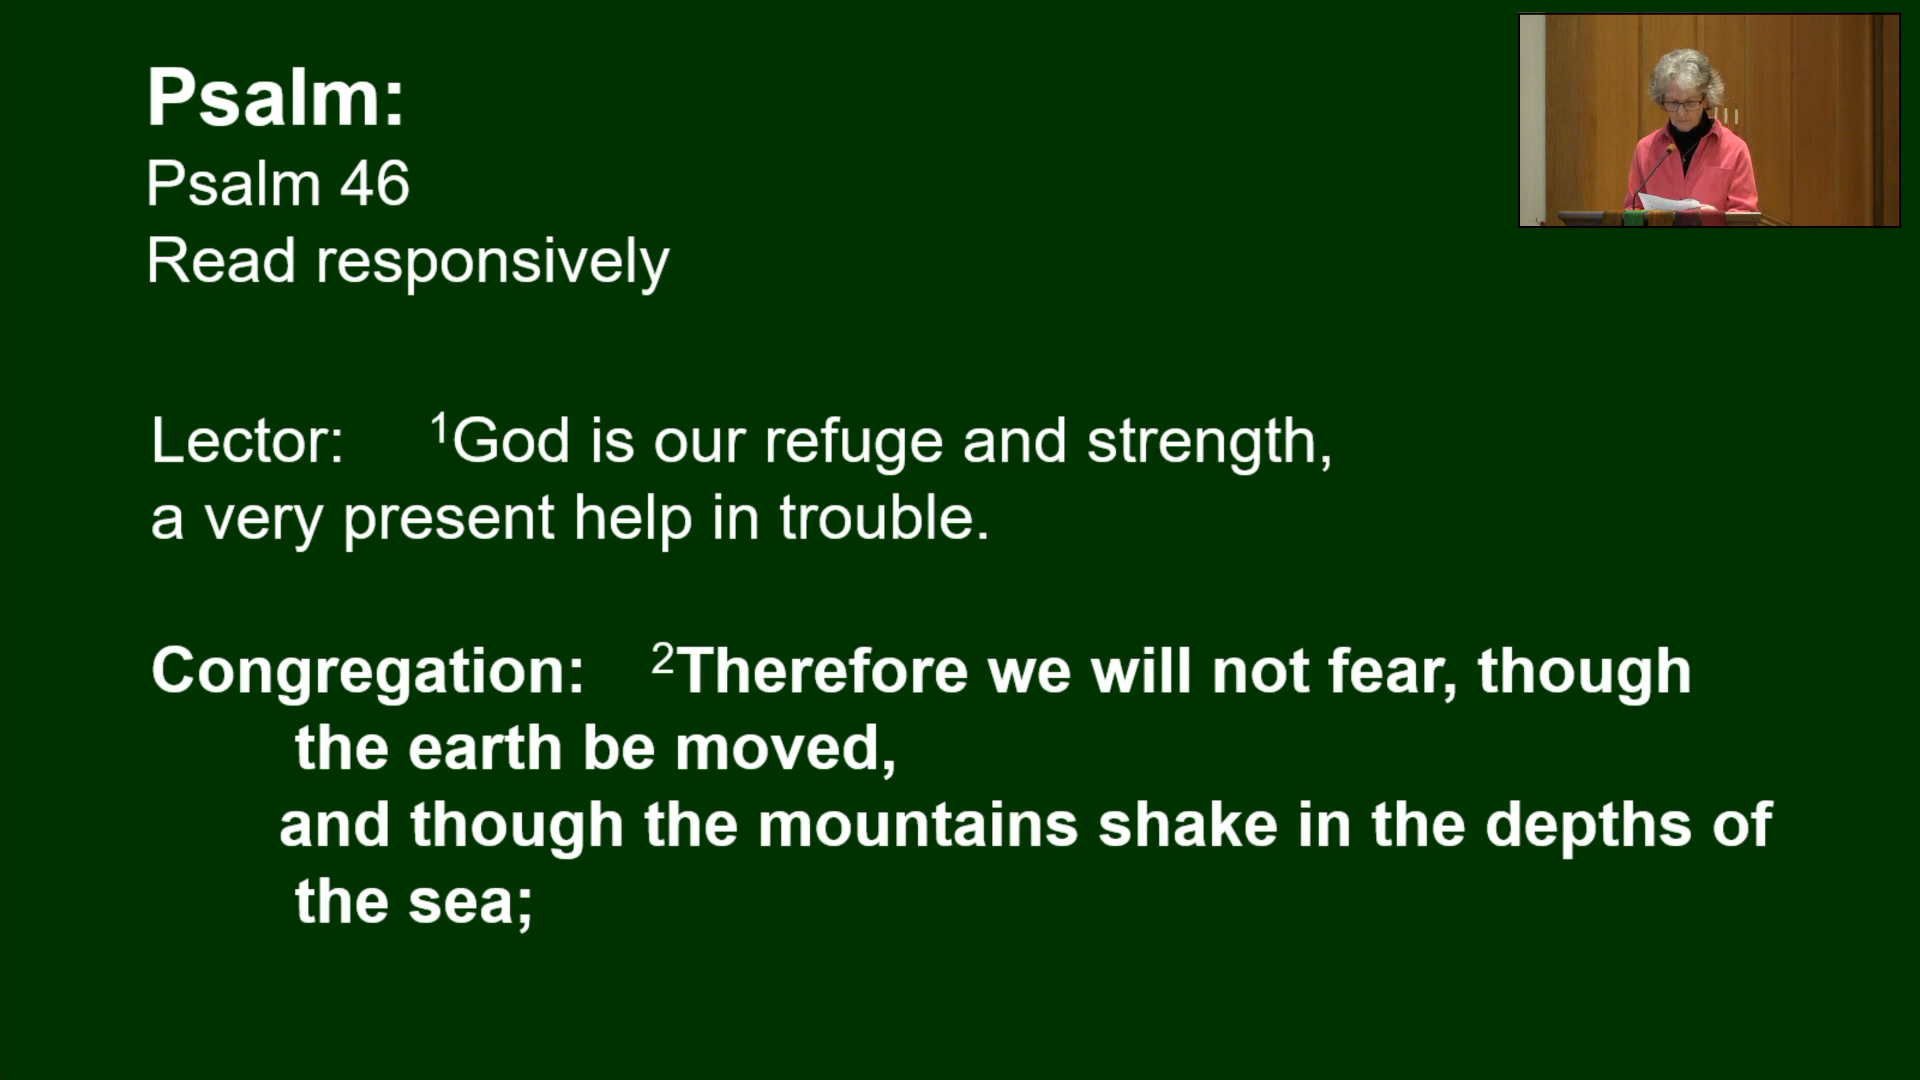 Psalm:
Psalm 46
Read responsively
Lector: ¹God is our refuge and strength,
a very present help in trouble.
Congregation: ²Therefore we will not fear, though
the earth be moved,
and though the mountains shake in the depths of
the sea;